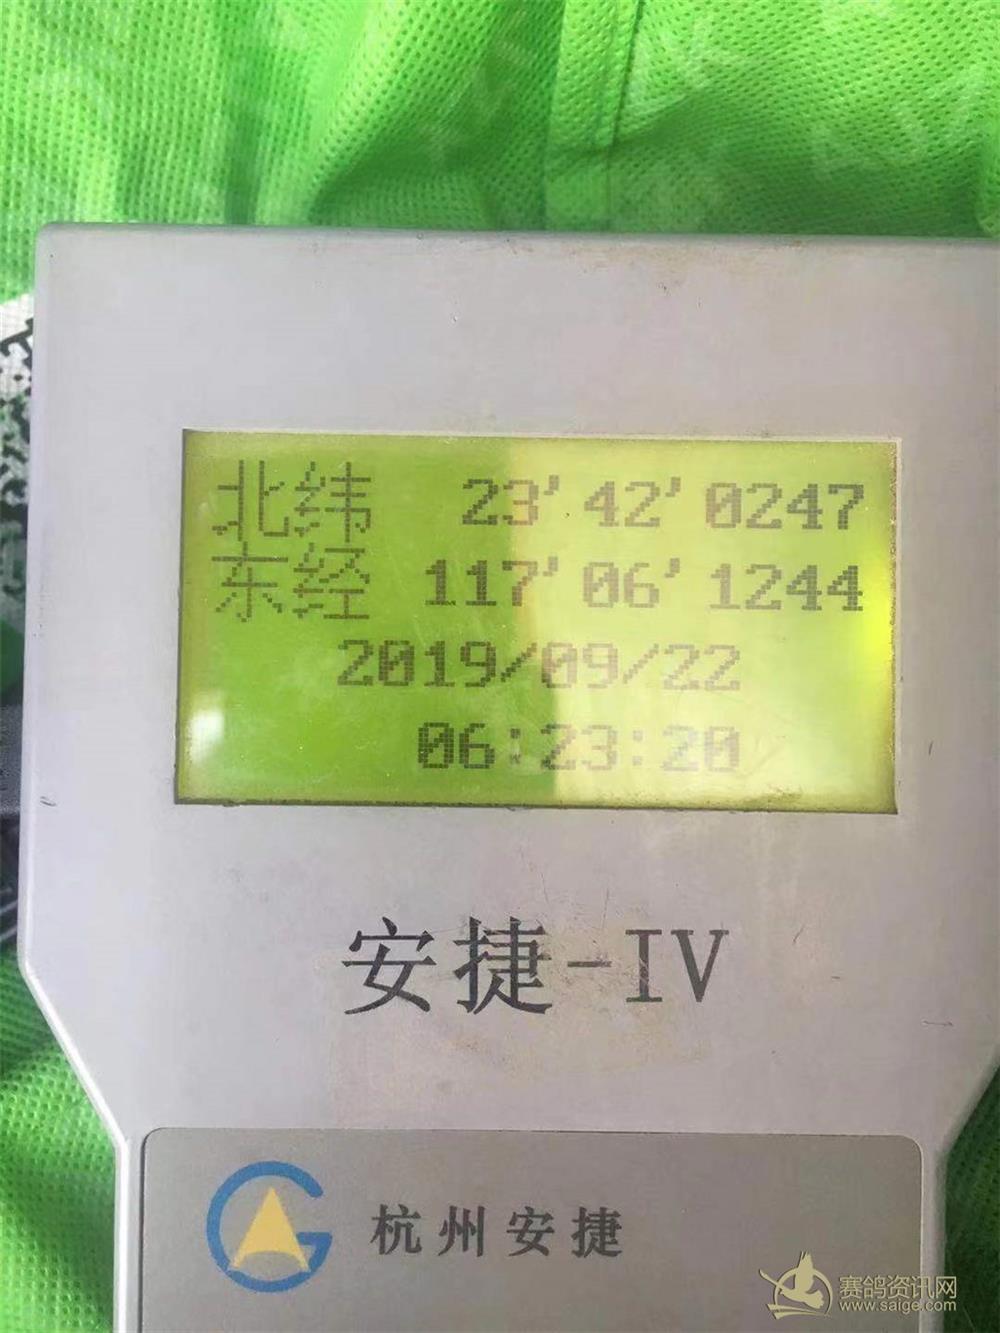 北纬 23'42'0247
东经 117'06'1244
2019/09/22
06:23:20
安捷-IV
杭州安捷
赛鸽资讯网
www.saige.com